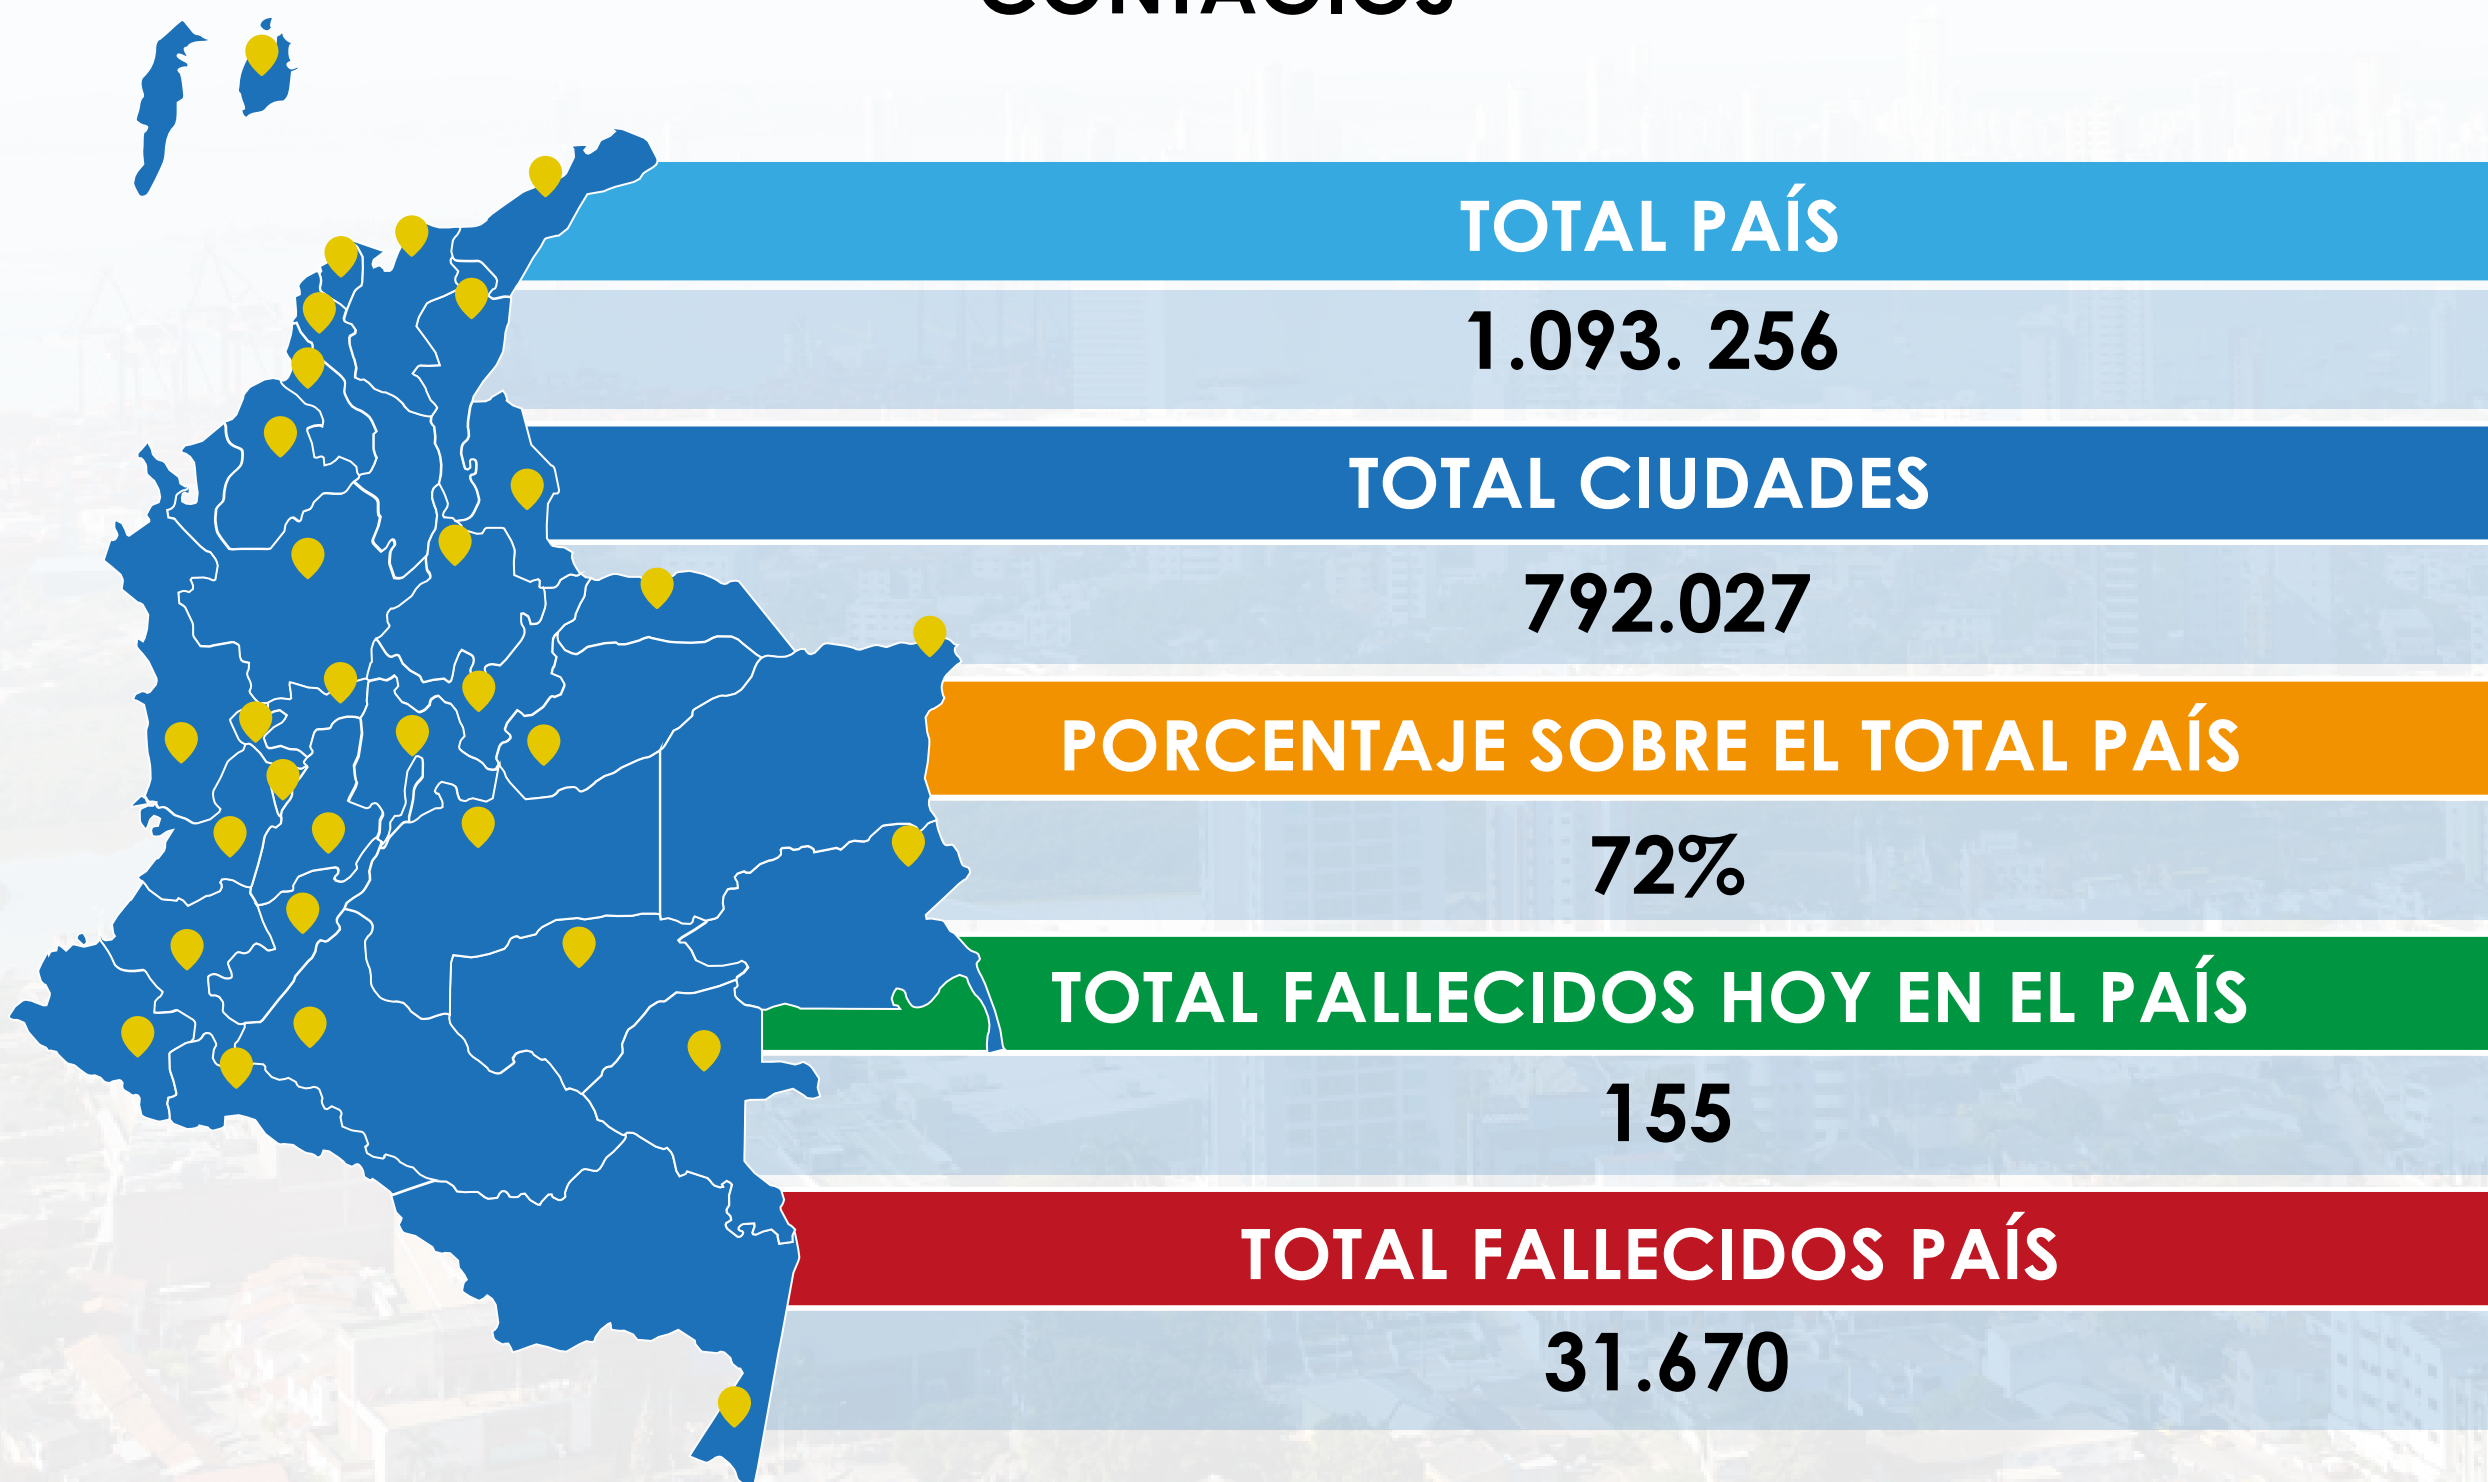 CONTAGIOS
TOTAL PAÍS
1.093. 256
TOTAL CIUDADES
792.027
PORCENTAJE SOBRE EL TOTAL PAÍS
72%
TOTAL FALLECIDOS HOY EN EL PAÍS
155
TOTAL FALLECIDOS PAÍS
31.670